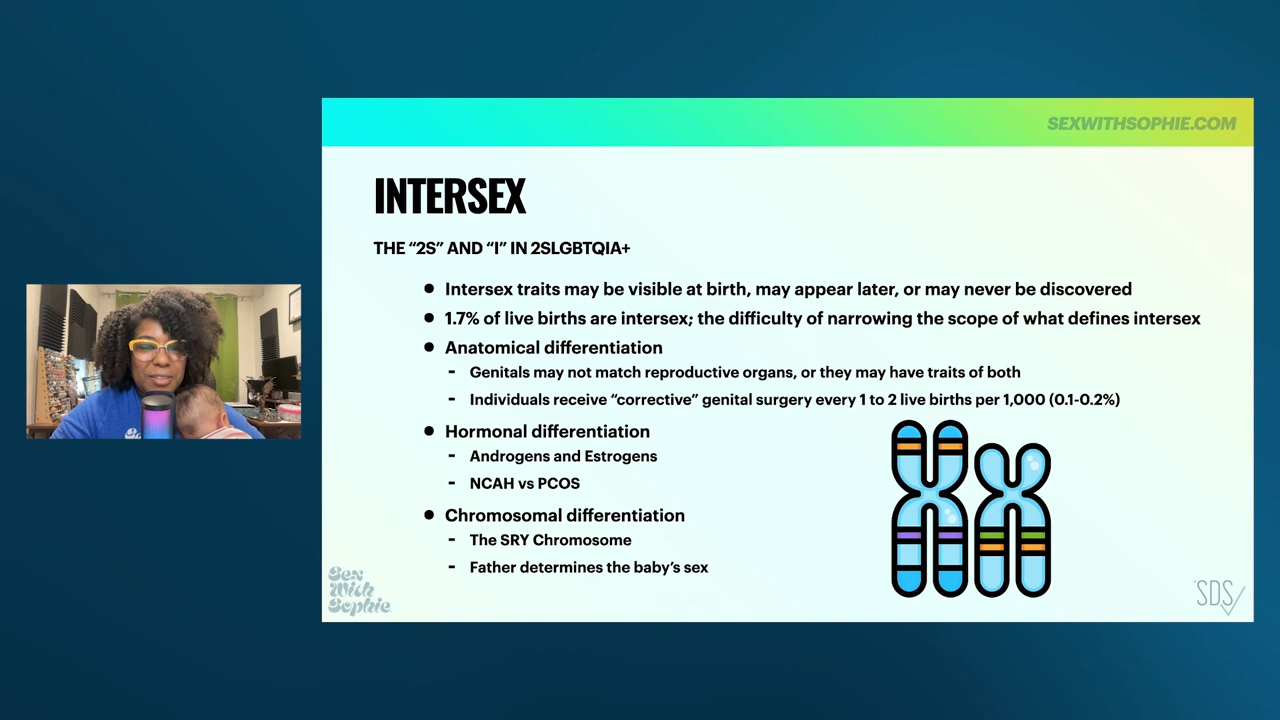 SEXWITHSOPHIE.COM
INTERSEX
THE “2S” AND “I” IN 2SLGBTQIA+
● Intersex traits may be visible at birth, may appear later, or may never be discovered
● 1.7% of live births are intersex; the difficulty of narrowing the scope of what defines intersex
● Anatomical differentiation
- Genitals may not match reproductive organs, or they may have traits of both
- Individuals receive “corrective” genital surgery every 1 to 2 live births per 1,000 (0.1-0.2%)
● Hormonal differentiation
- Androgens and Estrogens
- NCAH vs PCOS
● Chromosomal differentiation
- The SRY Chromosome
- Father determines the baby’s sex
Sex
With
Sophie
SDS